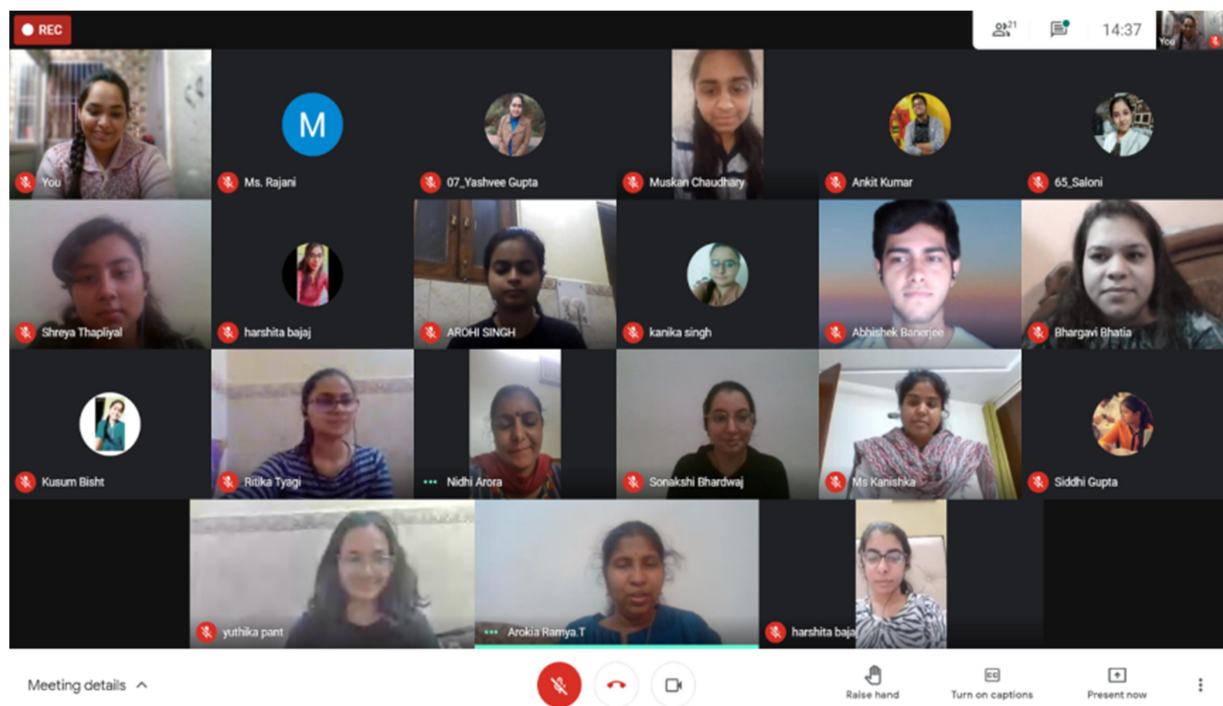 REC
21
14:37
You
You
M
Ms. Rajani
07_Yashvee Gupta
Muskan Chaudhary
Ankit Kumar
65_Saloni
Shreya Thapliyal
harshita bajaj
AROHI SINGH
kanika singh
Abhishek Banerjee
Bhargavi Bhatia
Kusum Bisht
Ritika Tyagi
Nidhi Arora
Sonakshi Bhardwaj
Ms Kanishka
Siddhi Gupta
yuthika pant
Arokia Ramya.T
harshita bajaj
Meeting details
Raise hand
CC
Turn on captions
Present now